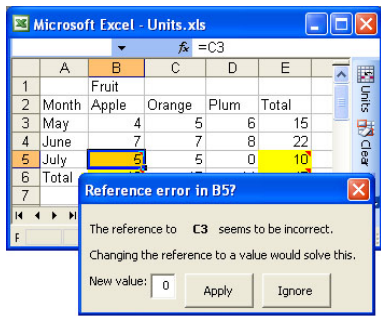 Microsoft Excel - Units.xls
fx =C3
A B C D E
1 Fruit
2 Month Apple Orange Plum Total
3 May 4 5 6 15
4 June 7 7 8 22
5 July 5 5 0 10
6 Total
7
Units
Clear
Reference error in B5?
The reference to C3 seems to be incorrect.
Changing the reference to a value would solve this.
New value: 0 Apply Ignore
F